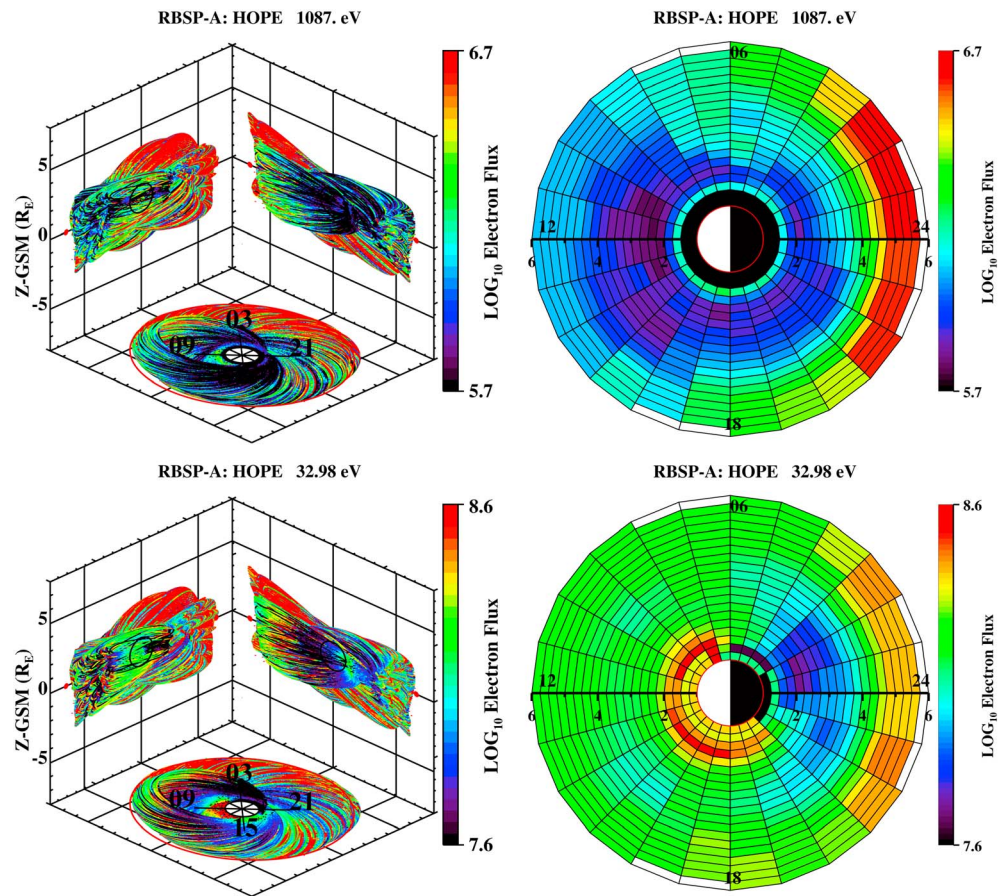 RBSP-A: HOPE 1087. eV
Z-GSM (R_E)
5
0
-5
03
09
21
6.7
LOG₁₀ Electron Flux
5.7
RBSP-A: HOPE 1087. eV
06
12
24
6 4 2 2 4 6
18
6.7
LOG₁₀ Electron Flux
5.7
RBSP-A: HOPE 32.98 eV
Z-GSM (R_E)
5
0
-5
03
09
21
15
8.6
LOG₁₀ Electron Flux
7.6
RBSP-A: HOPE 32.98 eV
06
12
24
6 4 2 2 4 6
18
8.6
LOG₁₀ Electron Flux
7.6